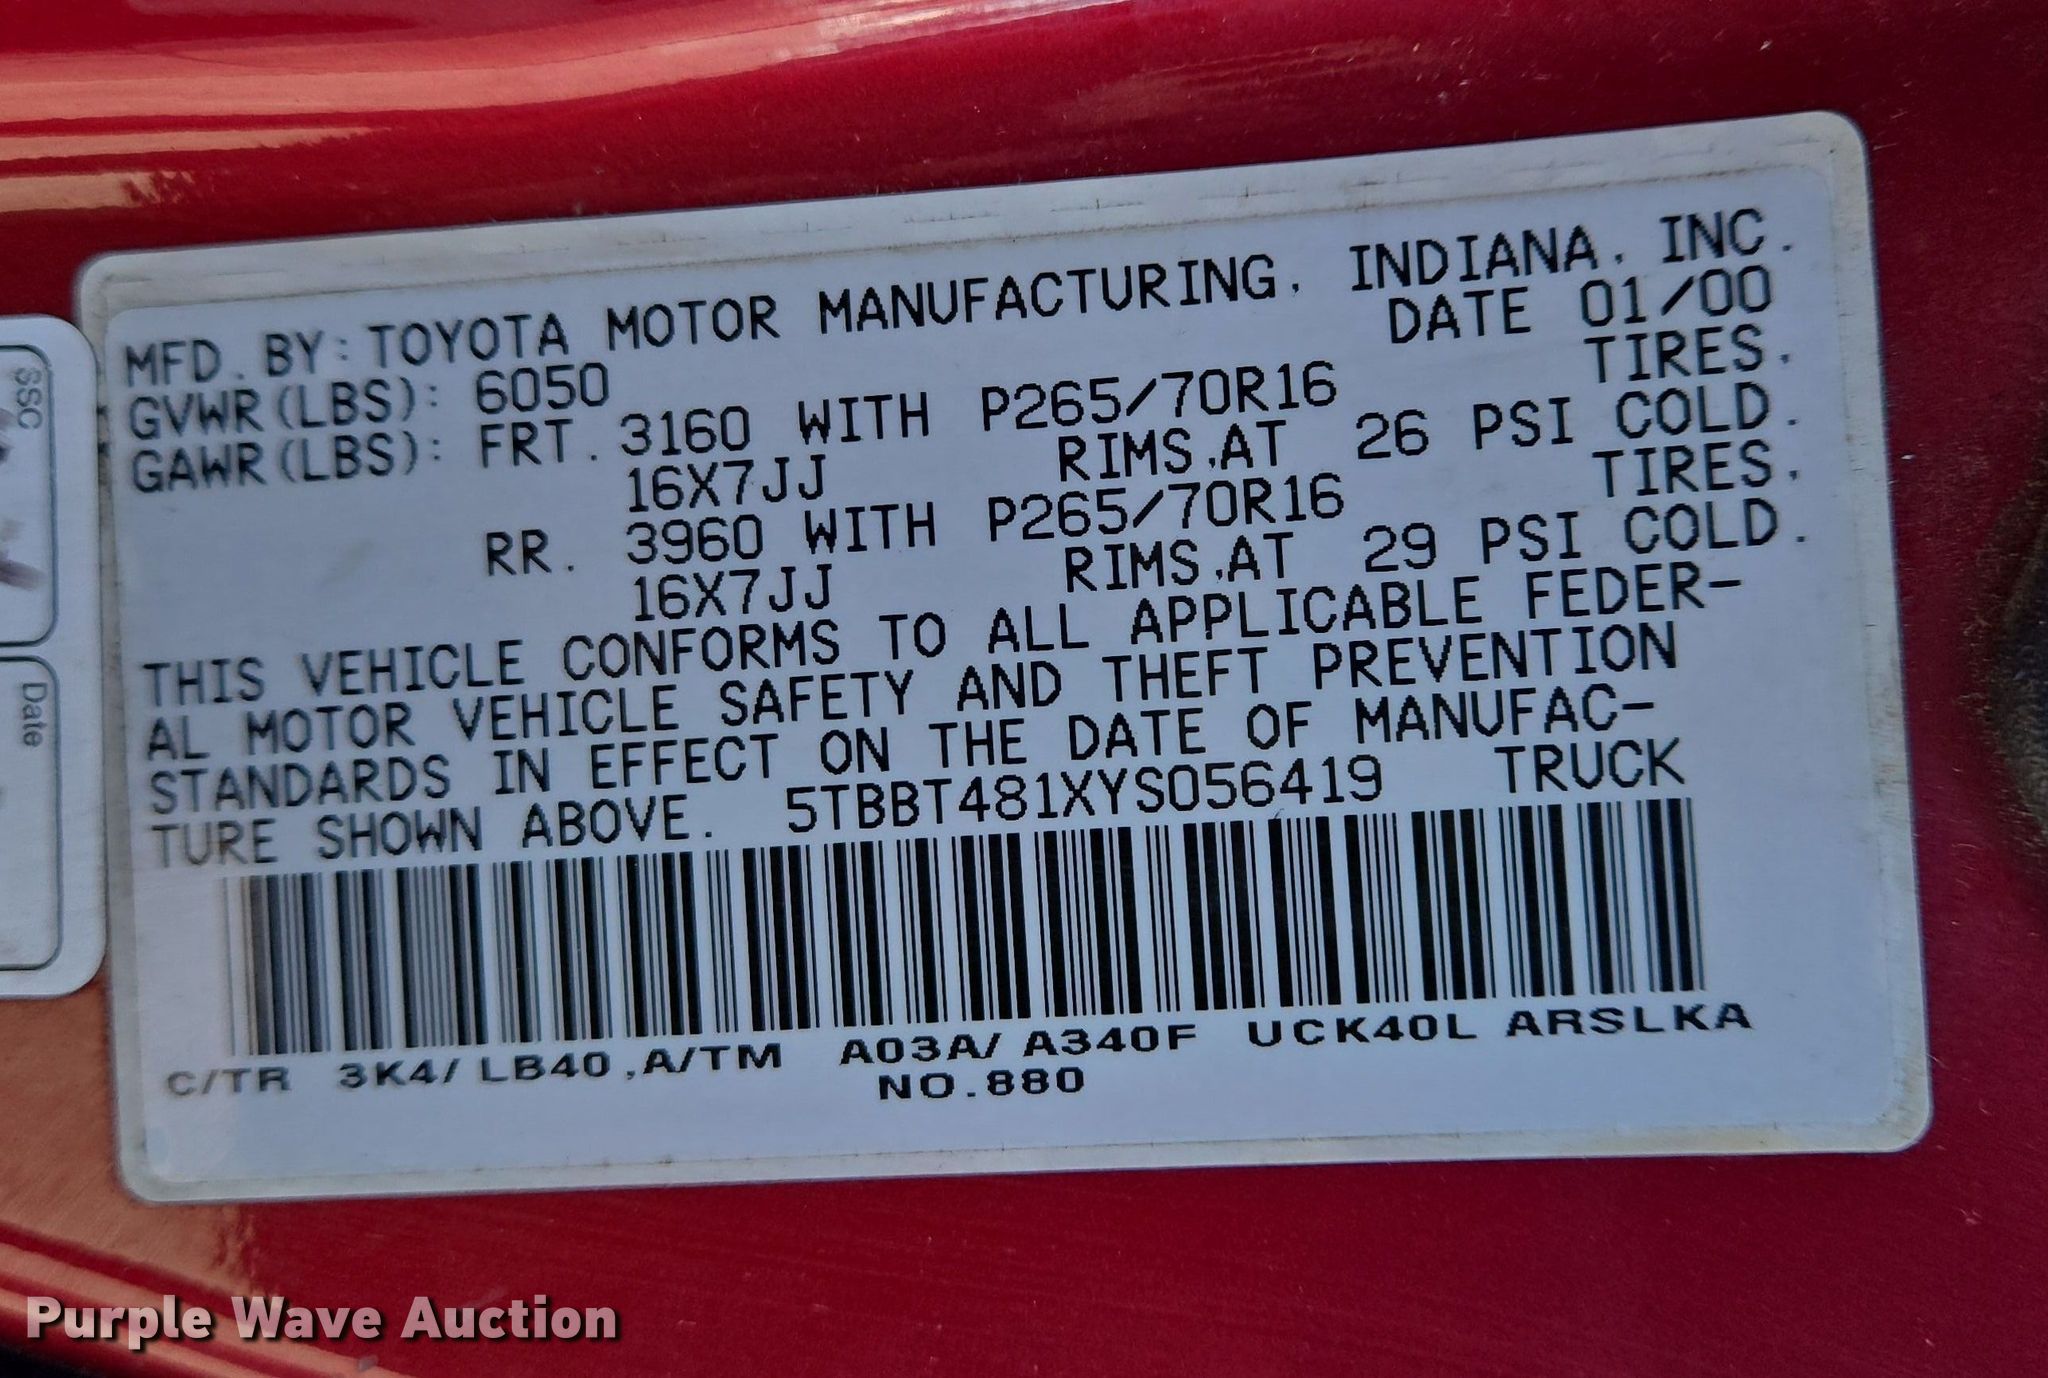 MFD. BY: TOYOTA MOTOR MANUFACTURING, INDIANA, INC.
GVWR(LBS): 6050 DATE 01/00
GAWR(LBS): FRT. 3160 WITH P265/70R16 TIRES,
16X7JJ RIMS,AT 26 PSI COLD.
RR. 3960 WITH P265/70R16 TIRES,
16X7JJ RIMS,AT 29 PSI COLD.
THIS VEHICLE CONFORMS TO ALL APPLICABLE FEDER-
AL MOTOR VEHICLE SAFETY AND THEFT PREVENTION
STANDARDS IN EFFECT ON THE DATE OF MANUFAC-
TURE SHOWN ABOVE. 5TBBT481XYS056419 TRUCK
C/TR 3K4/LB40,A/TM A03A/A340F UCK40L ARSLKA
NO.880
SSC
Date
Purple Wave Auction